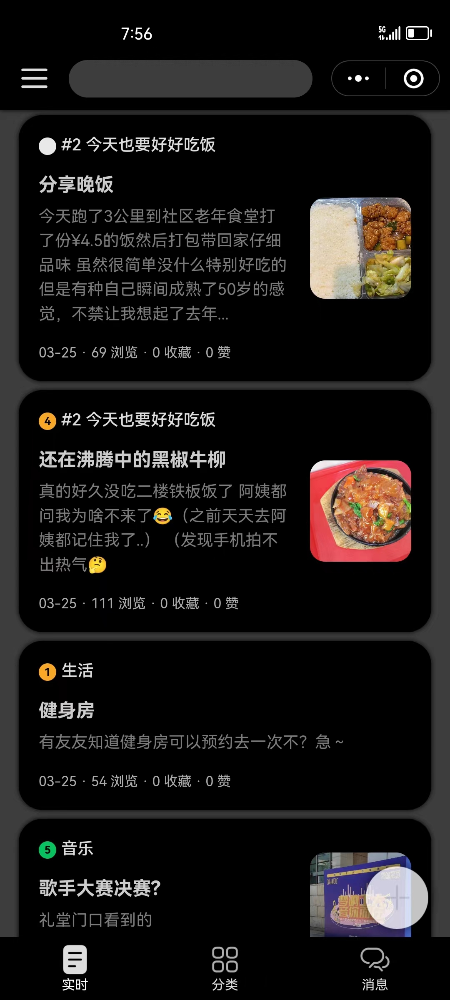 7:56
5G
#2 今天也要好好吃饭
分享晚饭
今天跑了3公里到社区老年食堂打
了份¥4.5的饭然后打包带回家仔细
品味 虽然很简单没什么特别好吃的
但是有种自己瞬间成熟了50岁的感
觉，不禁让我想起了去年...
03-25 · 69 浏览 · 0 收藏 · 0 赞
4 #2 今天也要好好吃饭
还在沸腾中的黑椒牛柳
真的好久没吃二楼铁板饭了 阿姨都
问我为啥不来了😂（之前天天去阿
姨都记住我了..） （发现手机拍不
出热气🤔
03-25 · 111 浏览 · 0 收藏 · 0 赞
1 生活
健身房
有友友知道健身房可以预约去一次不？急 ~
03-25 · 54 浏览 · 0 收藏 · 0 赞
5 音乐
歌手大赛决赛?
礼堂门口看到的
BJUT
2025
实时
分类
消息